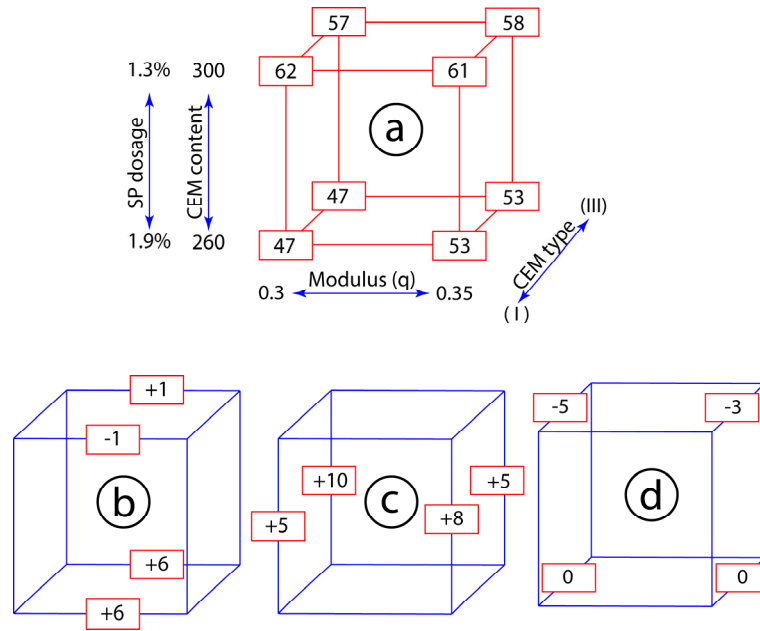 57 58
1.3% 300 62 61
SP dosage
CEM content
a
47 53
(III)
1.9% 260 47 53
CEM type
Modulus (q)
0.3 0.35
( I )
+1
-1
b
+6
+6
+10 +5
c
+5 +8
-5 -3
d
0 0